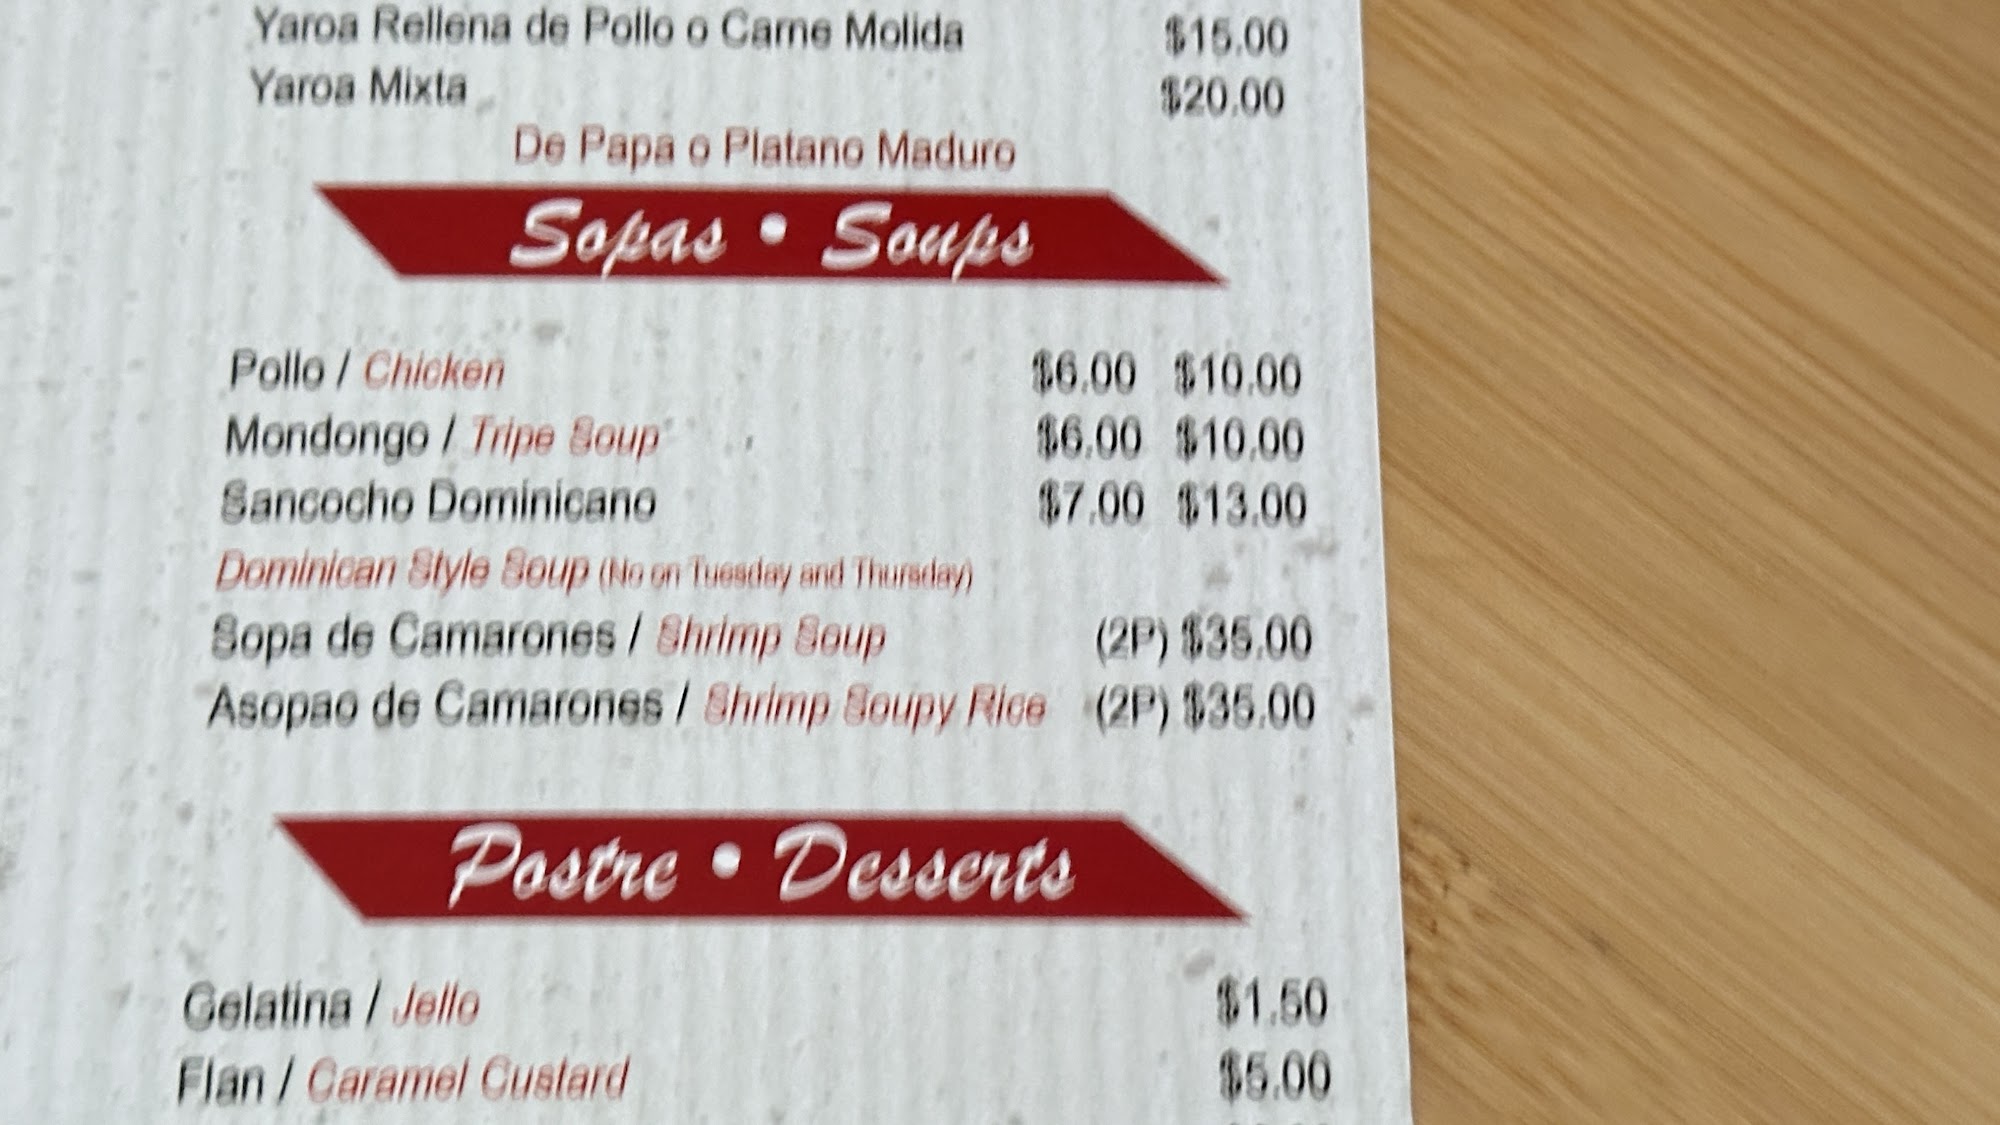 Yaroa Rellena de Pollo o Carne Molida $15.00
Yaroa Mixta $20.00
De Papa o Platano Maduro
Sopas • Soups
Pollo / Chicken $6.00 $10.00
Mondongo / Tripe Soup $6.00 $10.00
Sancocho Dominicano $7.00 $13.00
Dominican Style Soup (No on Tuesday and Thursday)
Sopa de Camarones / Shrimp Soup (2P) $35.00
Asopao de Camarones / Shrimp Soupy Rice (2P) $35.00
Postre • Desserts
Gelatina / Jello $1.50
Flan / Caramel Custard $5.00